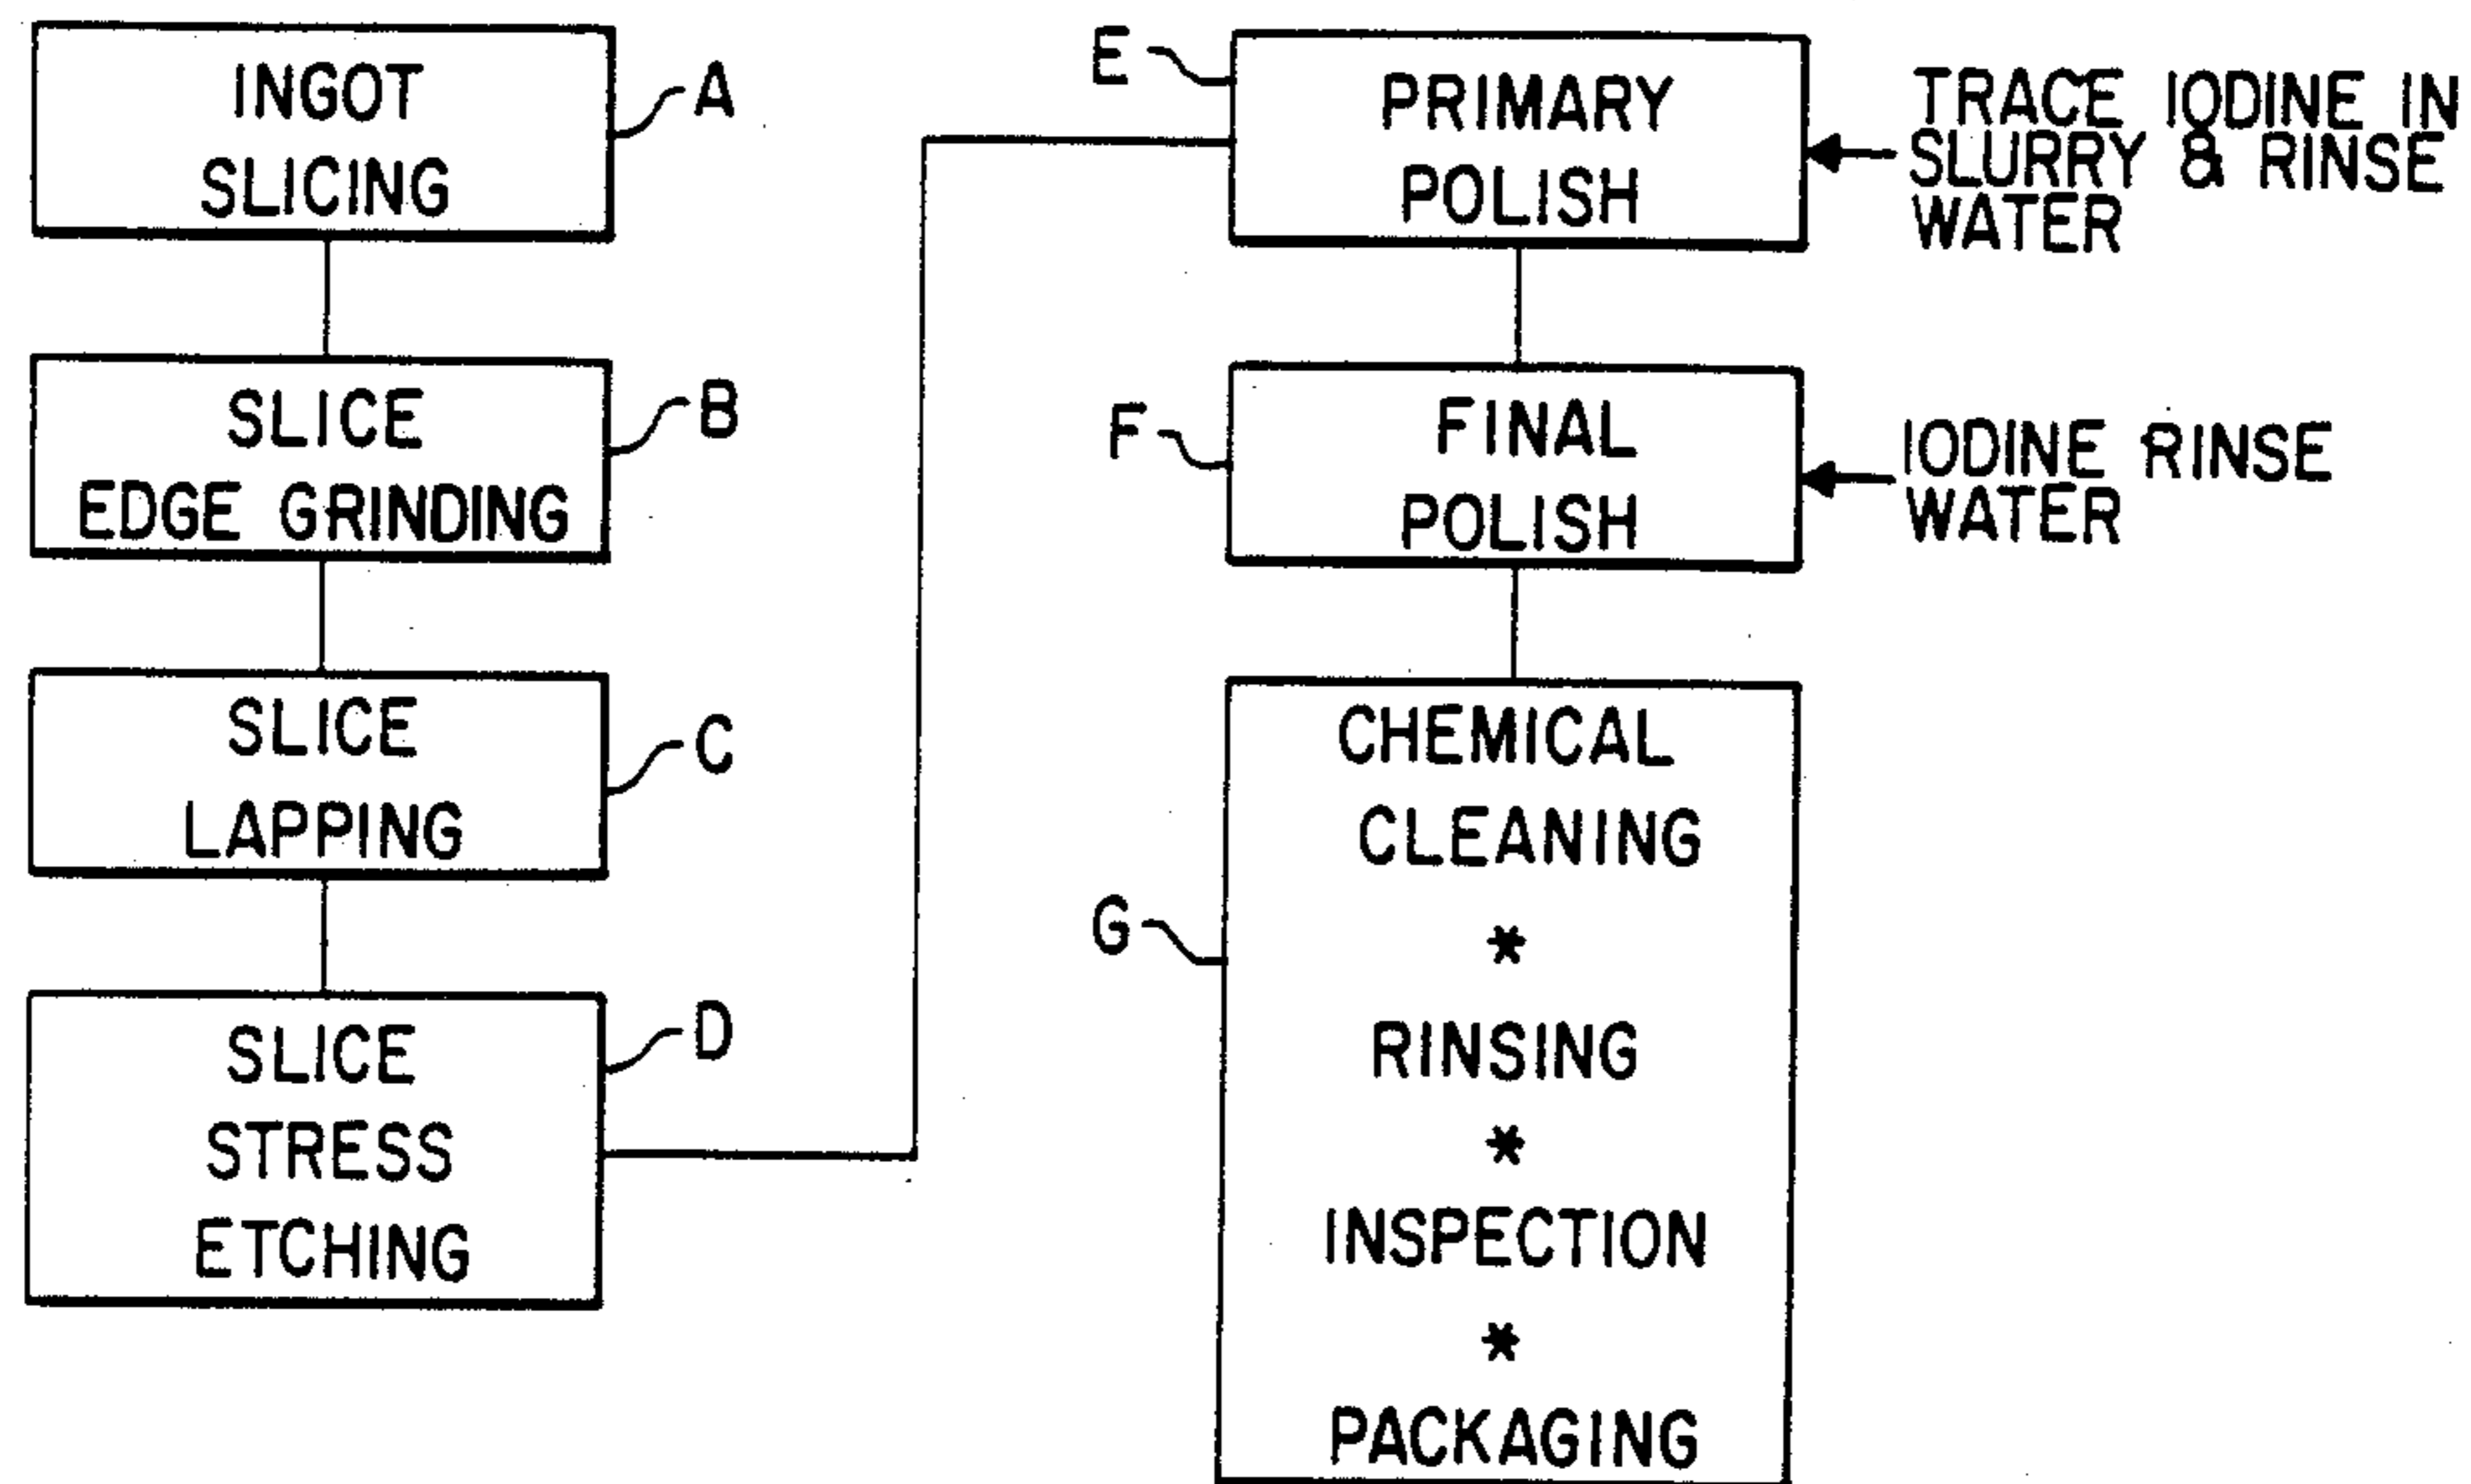 INGOT
SLICING
A
SLICE
EDGE GRINDING
B
SLICE
LAPPING
C
SLICE
STRESS
ETCHING
D
E
PRIMARY
POLISH
TRACE IODINE IN
SLURRY & RINSE
WATER
F
FINAL
POLISH
IODINE RINSE
WATER
G
CHEMICAL
CLEANING
*
RINSING
*
INSPECTION
*
PACKAGING